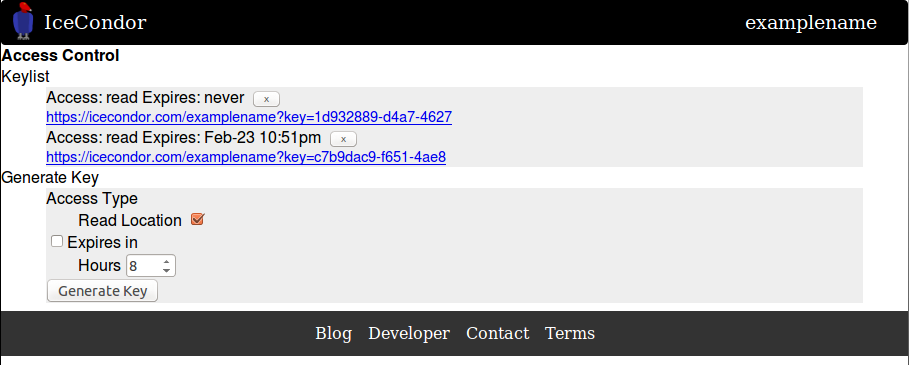 IceCondor examplename
Access Control
Keylist
Access: read Expires: never x
https://icecondor.com/examplename?key=1d932889-d4a7-4627
Access: read Expires: Feb-23 10:51pm x
https://icecondor.com/examplename?key=c7b9dac9-f651-4ae8
Generate Key
Access Type
Read Location
Expires in
Hours 8
Generate Key
Blog Developer Contact Terms